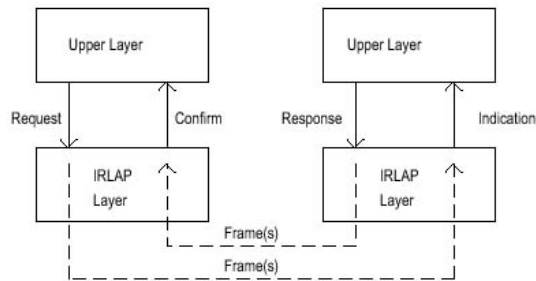 Upper Layer
Upper Layer
Request
Confirm
Response
Indication
IRLAP
Layer
IRLAP
Layer
Frame(s)
Frame(s)